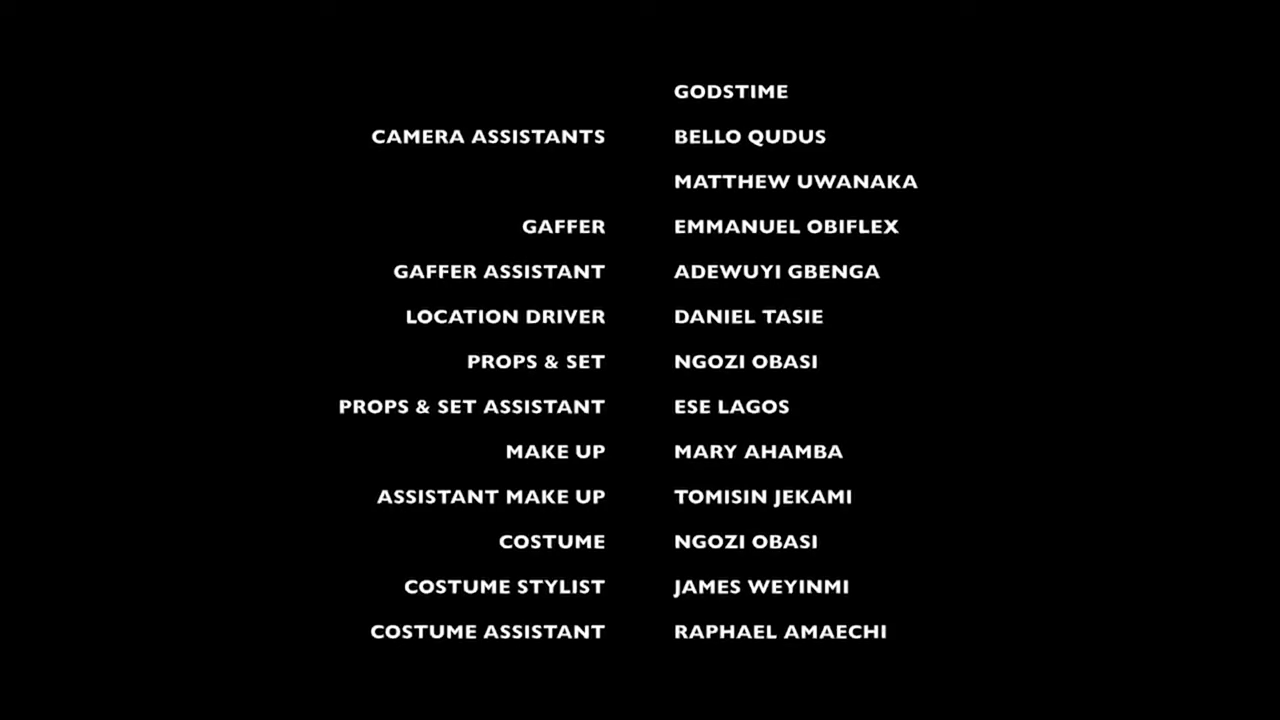 GODSTIME
CAMERA ASSISTANTS BELLO QUDUS
MATTHEW UWANAKA
GAFFER EMMANUEL OBIFLEX
GAFFER ASSISTANT ADEWUYI GBENGA
LOCATION DRIVER DANIEL TASIE
PROPS & SET NGOZI OBASI
PROPS & SET ASSISTANT ESE LAGOS
MAKE UP MARY AHAMBA
ASSISTANT MAKE UP TOMISIN JEKAMI
COSTUME NGOZI OBASI
COSTUME STYLIST JAMES WEYINMI
COSTUME ASSISTANT RAPHAEL AMAECHI